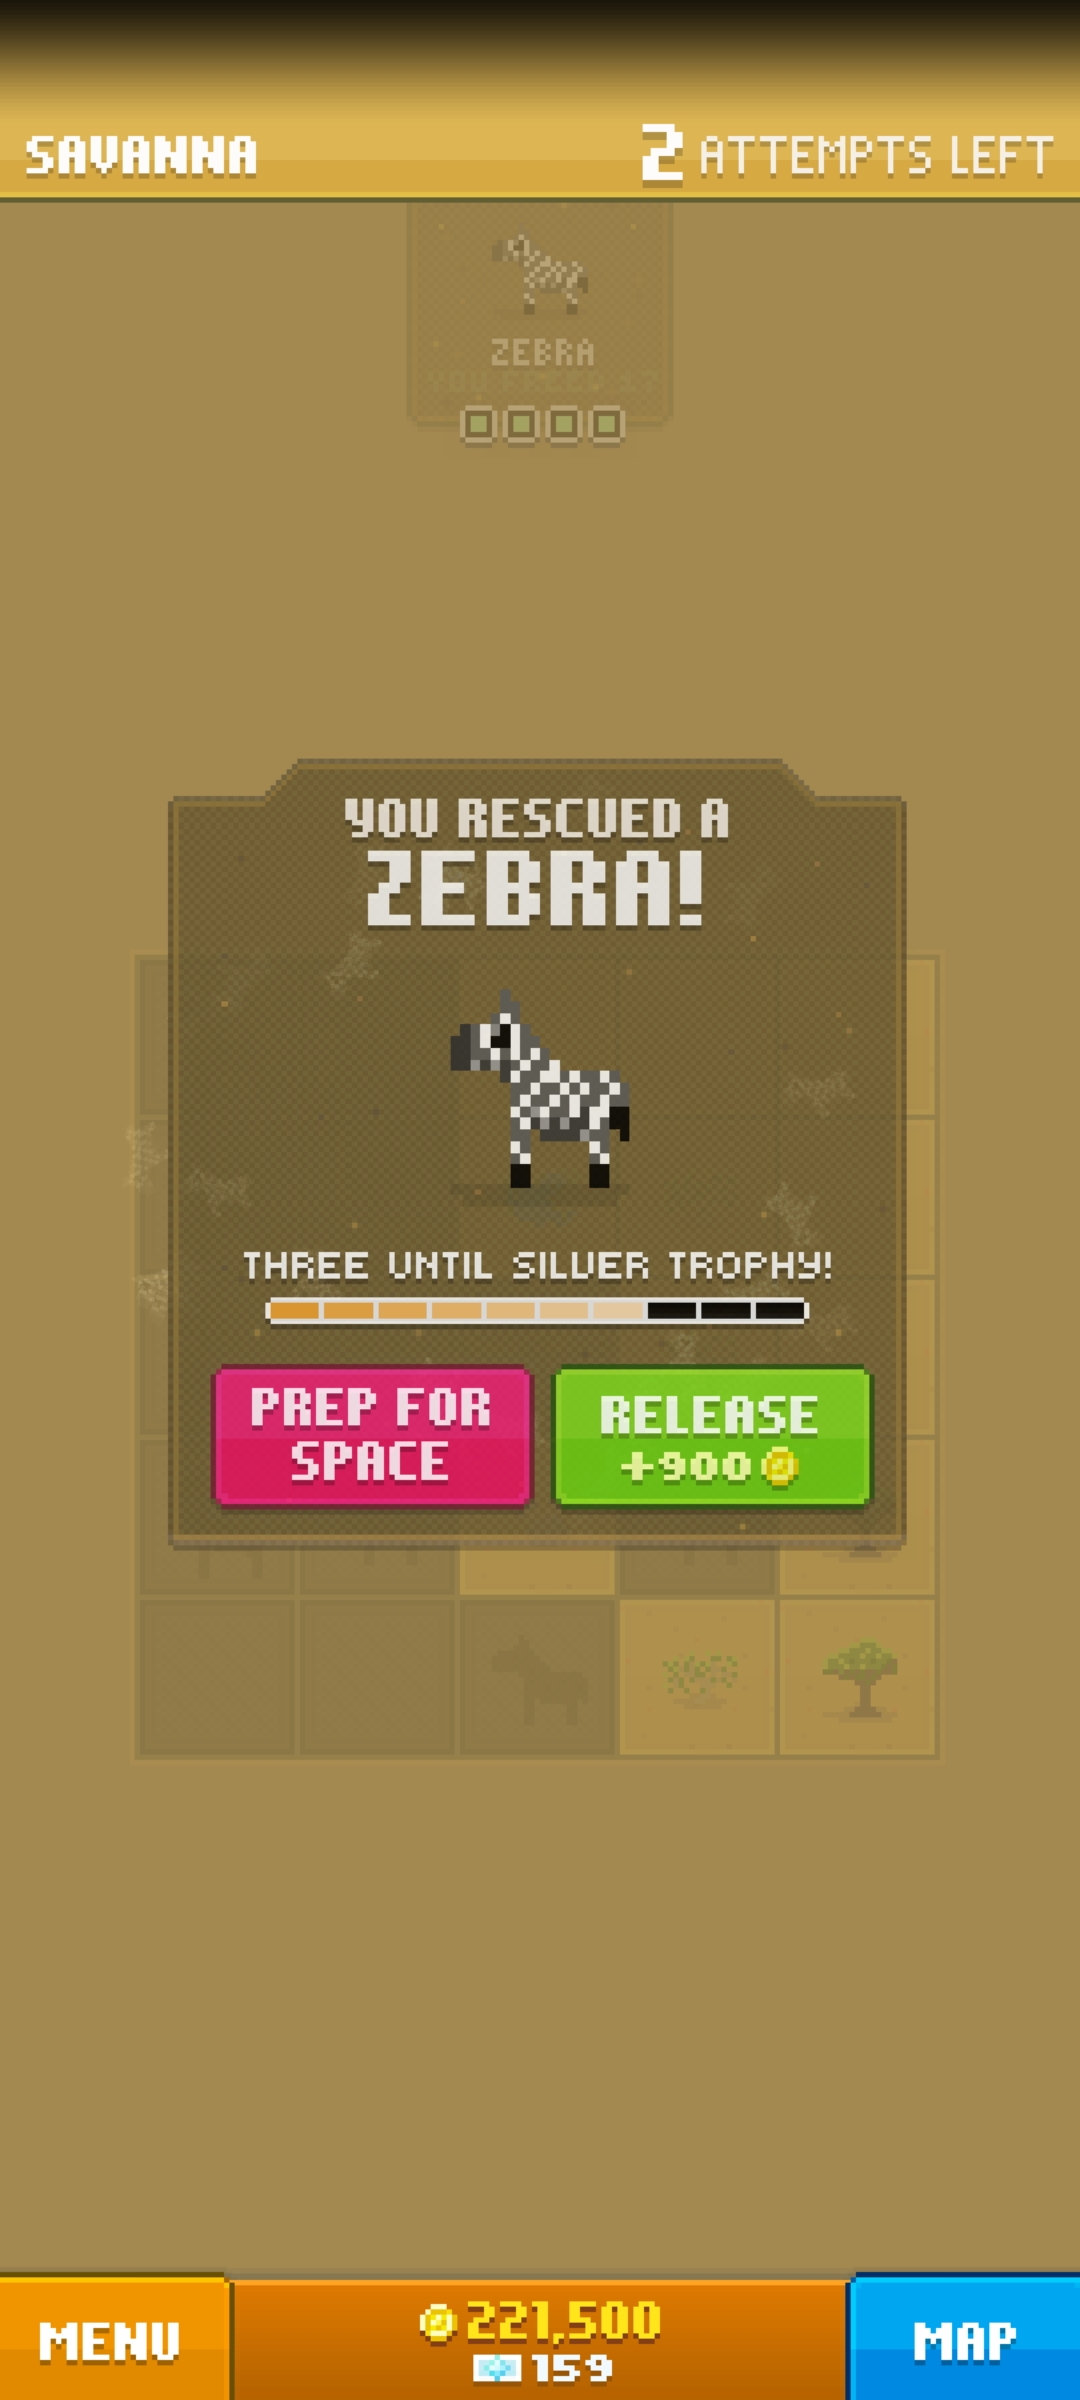 SAVANNA
2 ATTEMPTS LEFT
ZEBRA
YOU RESCUED A
ZEBRA!
THREE UNTIL SILVER TROPHY!
PREP FOR
SPACE
RELEASE
+900
MENU
221,500
159
MAP